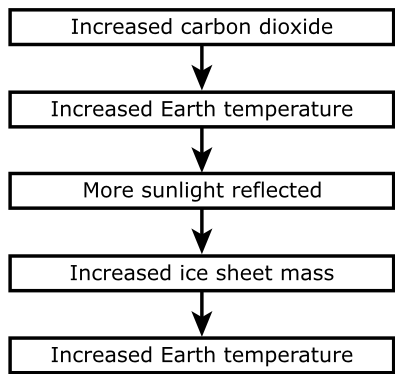 Increased carbon dioxide
Increased Earth temperature
More sunlight reflected
Increased ice sheet mass
Increased Earth temperature